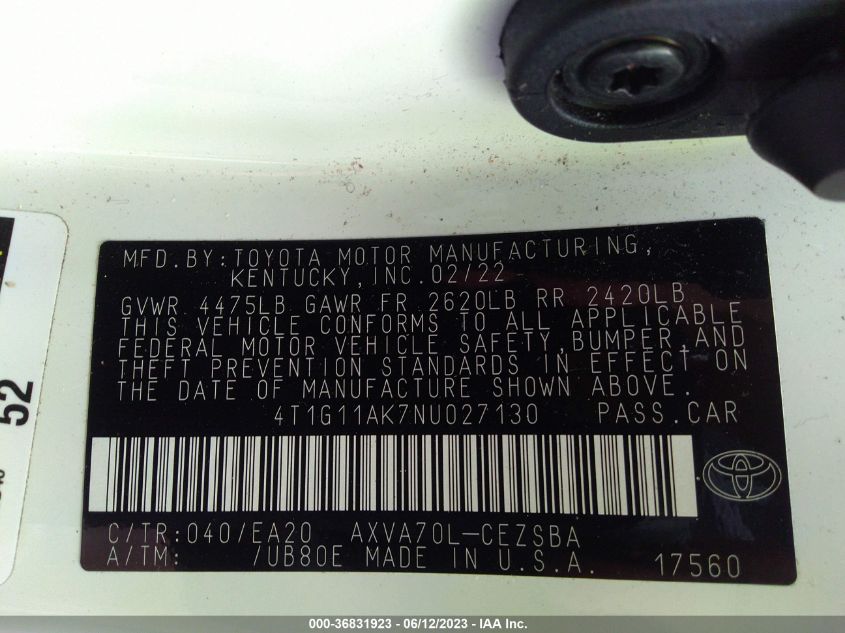 MFD.BY:TOYOTA MOTOR MANUFACTURING,
KENTUCKY,INC.02/22
GVWR 4475LB GAWR FR 2620LB RR 2420LB
THIS VEHICLE CONFORMS TO ALL APPLICABLE
FEDERAL MOTOR VEHICLE SAFETY,BUMPER,AND
THEFT PREVENTION STANDARDS IN EFFECT ON
THE DATE OF MANUFACTURE SHOWN ABOVE.
4T1G11AK7NU027130 PASS.CAR
C/TR:040/EA20 AXVA70L-CEZSBA
A/TM: /UB80E MADE IN U.S.A. 17560
52
000-36831923 - 06/12/2023 - IAA Inc.